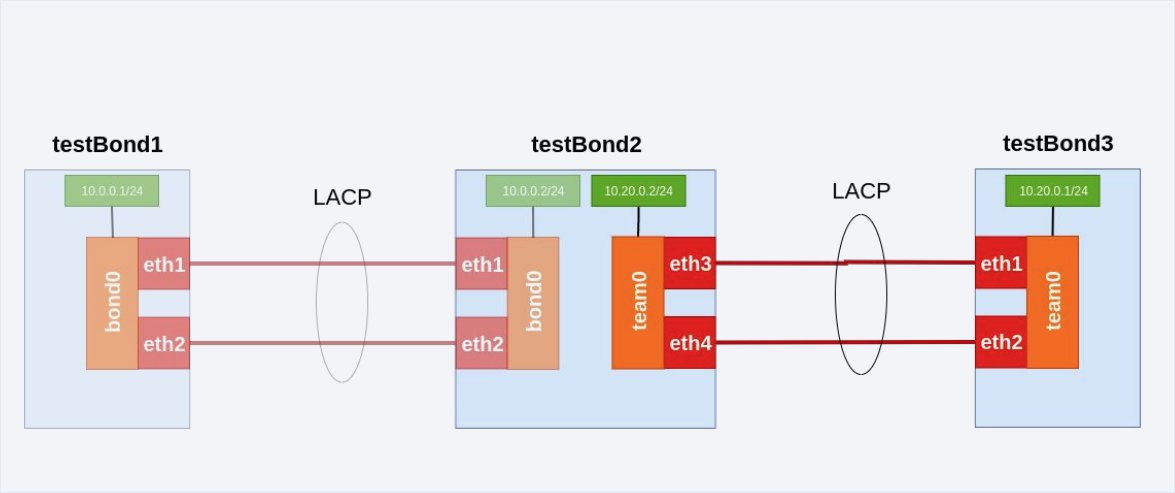 testBond1
testBond2
testBond3
10.0.0.1/24
LACP
10.0.0.2/24
10.20.0.2/24
LACP
10.20.0.1/24
bond0
eth1
eth2
eth1
eth2
bond0
team0
eth3
eth4
eth1
eth2
team0